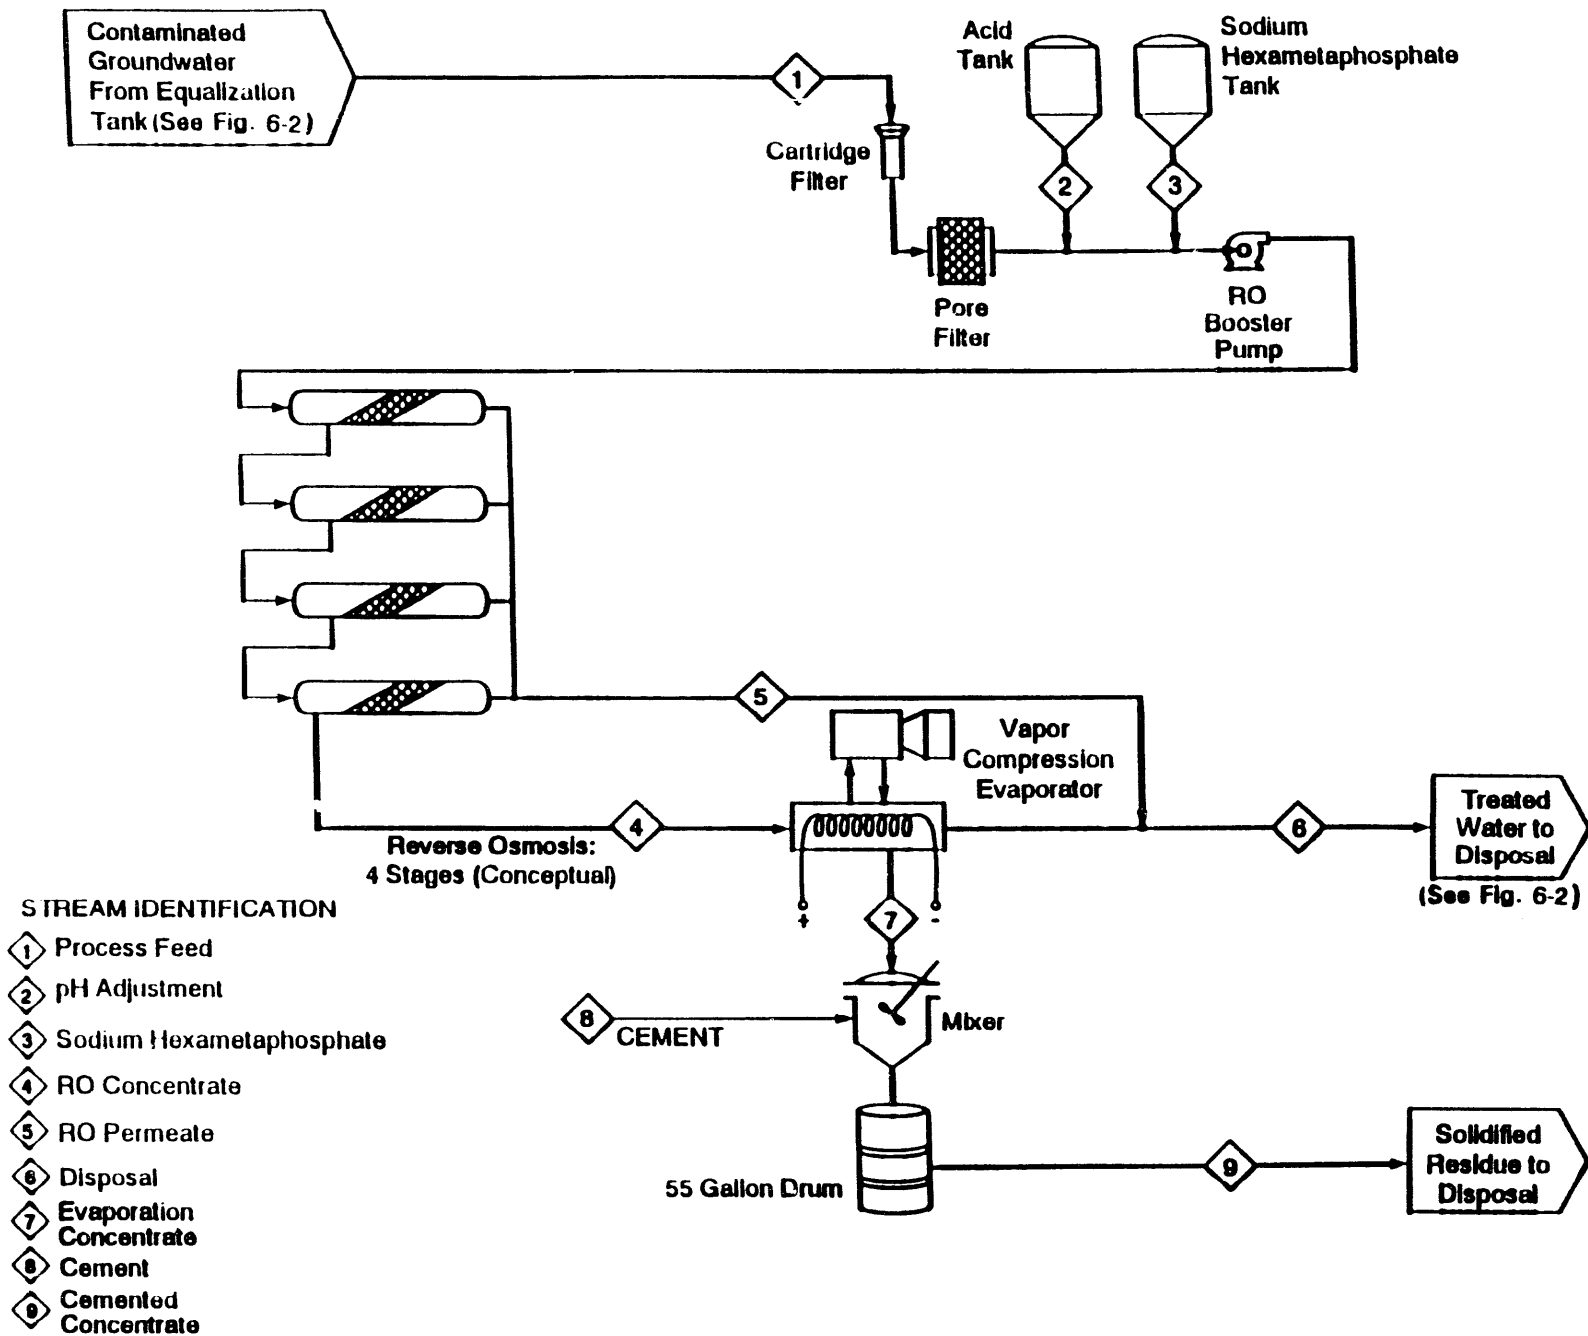 Contaminated
Groundwater
From Equalization
Tank (See Fig. 6-2)
1
Acid
Tank
Sodium
Hexametaphosphate
Tank
Cartridge
Filter
2
3
Pore
Filter
RO
Booster
Pump
5
Vapor
Compression
Evaporator
4
Reverse Osmosis:
4 Stages (Conceptual)
6
Treated
Water to
Disposal
(See Fig. 6-2)
+
-
7
8
CEMENT
Mixer
55 Gallon Drum
9
Solidified
Residue to
Disposal
STREAM IDENTIFICATION
1 Process Feed
2 pH Adjustment
3 Sodium Hexametaphosphate
4 RO Concentrate
5 RO Permeate
6 Disposal
7 Evaporation
Concentrate
8 Cement
9 Cemented
Concentrate